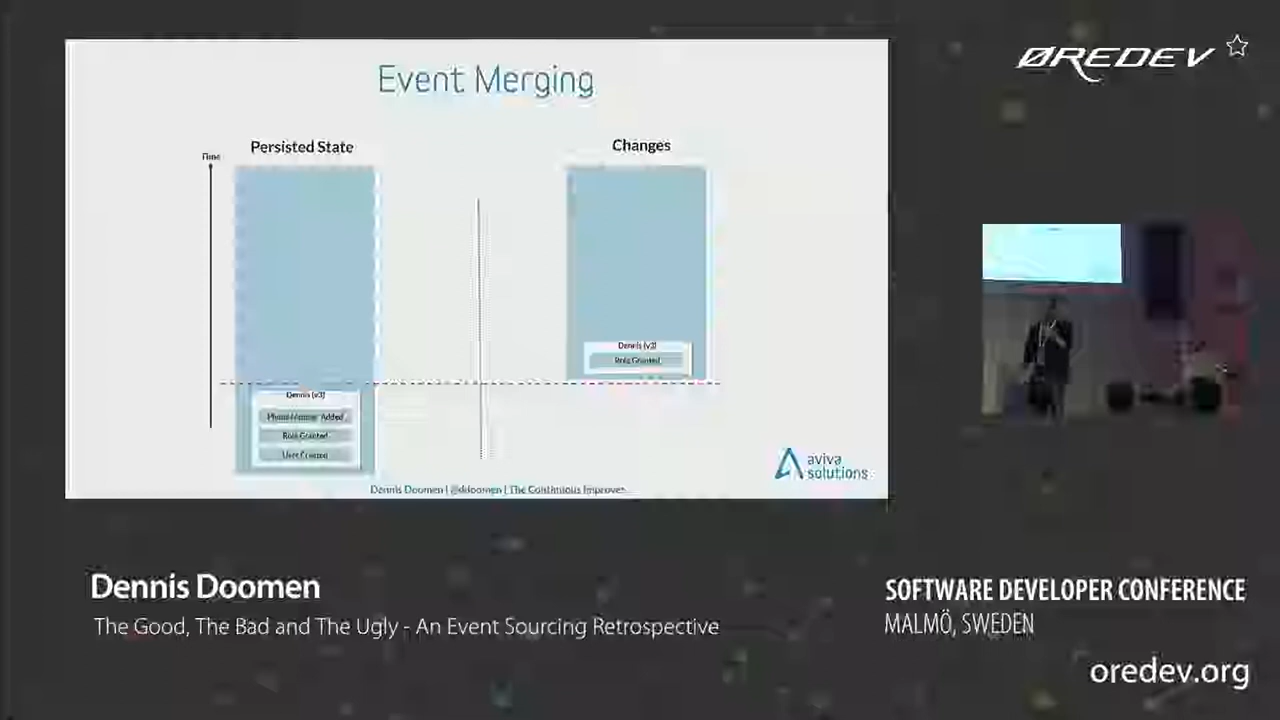 ØREDEV
Event Merging
Persisted State
Changes
Time
Dennis (v3)
Role Granted
Dennis (v3)
Phone Number Added
Role Granted
User Created
aviva
solutions
Dennis Doomen | @ddoomen | The Continuous Improver
Dennis Doomen
The Good, The Bad and The Ugly - An Event Sourcing Retrospective
SOFTWARE DEVELOPER CONFERENCE
MALMÖ, SWEDEN
oredev.org